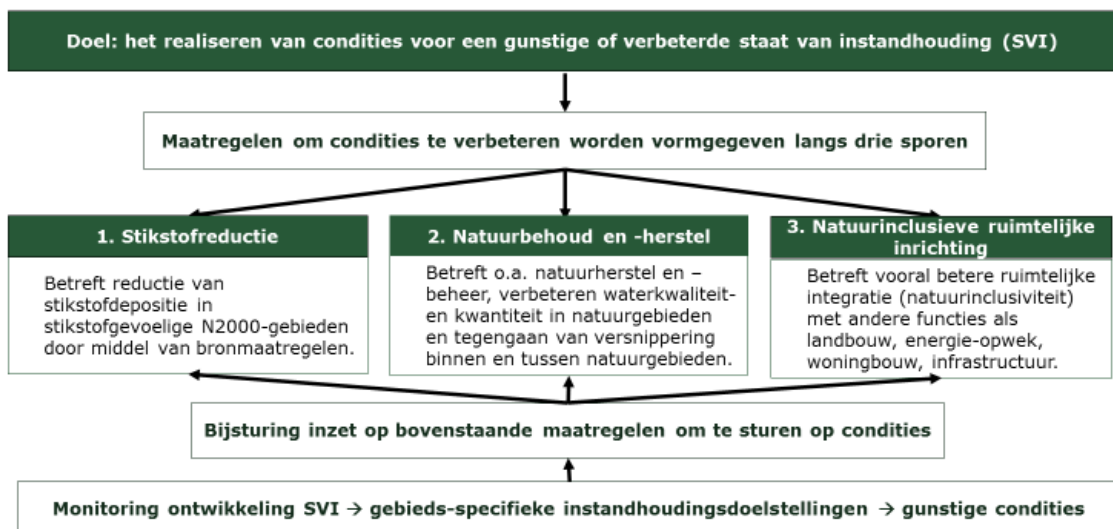 Doel: het realiseren van condities voor een gunstige of verbeterde staat van instandhouding (SVI)
Maatregelen om condities te verbeteren worden vormgegeven langs drie sporen
1. Stikstofreductie
Betreft reductie van
stikstofdepositie in
stikstofgevoelige N2000-gebieden
door middel van bronmaatregelen.
2. Natuurbehoud en -herstel
Betreft o.a. natuurherstel en –
beheer, verbeteren waterkwaliteit-
en kwantiteit in natuurgebieden
en tegengaan van versnippering
binnen en tussen natuurgebieden.
3. Natuurinclusieve ruimtelijke
inrichting
Betreft vooral betere ruimtelijke
integratie (natuurinclusiviteit)
met andere functies als
landbouw, energie-opwek,
woningbouw, infrastructuur.
Bijsturing inzet op bovenstaande maatregelen om te sturen op condities
Monitoring ontwikkeling SVI → gebieds-specifieke instandhoudingsdoelstellingen → gunstige condities